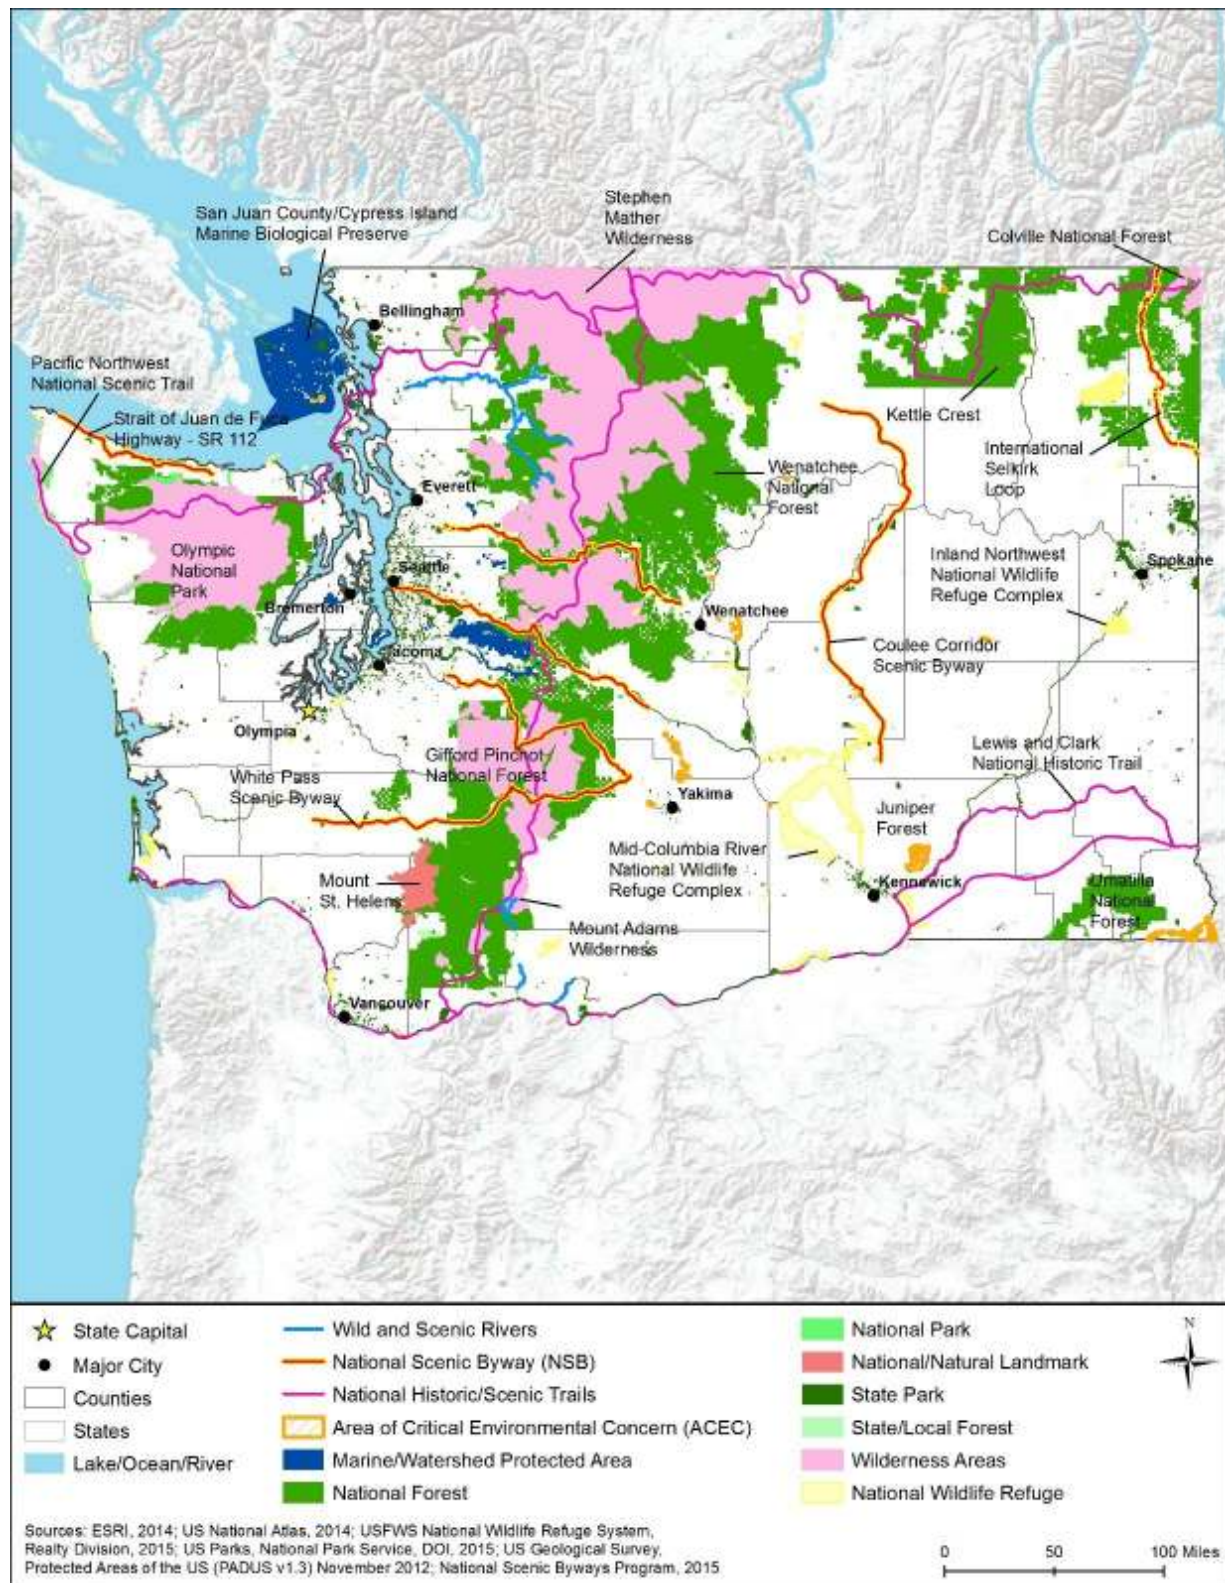 San Juan County/Cypress Island
Marine Biological Preserve
Stephen
Mather
Wilderness
Colville National Forest
Bellingham
Pacific Northwest
National Scenic Trail
Strait of Juan de Fuca
Highway - SR 112
Kettle Crest
International
Selkirk
Loop
Wenatchee
National
Forest
Everett
Olympic
National
Park
Seattle
Inland Northwest
National Wildlife
Refuge Complex
Spokane
Bremerton
Wenatchee
Tacoma
Coulee Corridor
Scenic Byway
Olympia
Gifford Pinchot
National Forest
Lewis and Clark
National Historic Trail
White Pass
Scenic Byway
Yakima
Juniper
Forest
Mid-Columbia River
National Wildlife
Refuge Complex
Mount
St. Helens
Kennewick
Umatilla
National
Forest
Mount Adams
Wilderness
Vancouver
State Capital
Major City
Counties
States
Lake/Ocean/River
Wild and Scenic Rivers
National Scenic Byway (NSB)
National Historic/Scenic Trails
Area of Critical Environmental Concern (ACEC)
Marine/Watershed Protected Area
National Forest
National Park
National/Natural Landmark
State Park
State/Local Forest
Wilderness Areas
National Wildlife Refuge
N
Sources: ESRI, 2014; US National Atlas, 2014; USFWS National Wildlife Refuge System,
Realty Division, 2015; US Parks, National Park Service, DOI, 2015; US Geological Survey,
Protected Areas of the US (PADUS v1.3) November 2012; National Scenic Byways Program, 2015
0 50 100 Miles